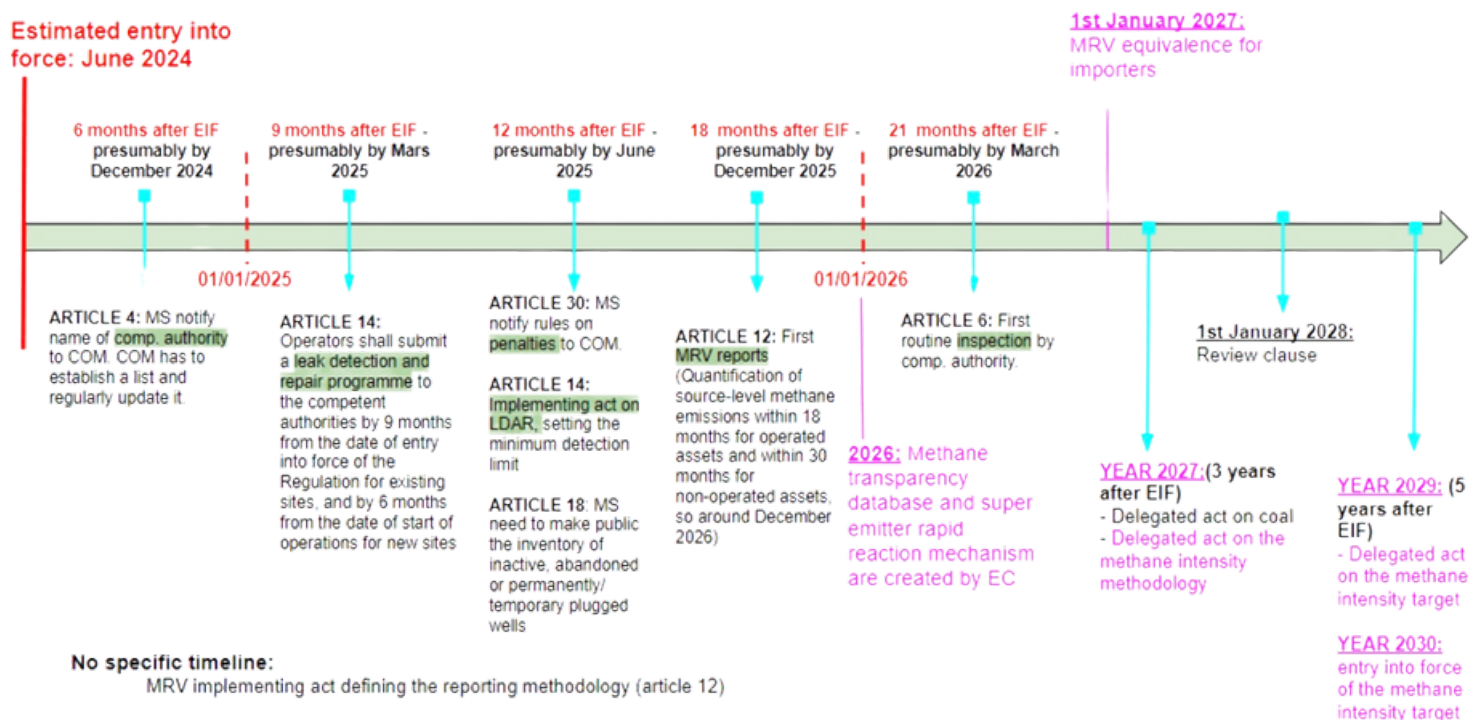 Estimated entry into
force: June 2024
1st January 2027:
MRV equivalence for
importers
6 months after EIF
presumably by
December 2024
9 months after EIF -
presumably by Mars
2025
12 months after EIF -
presumably by June
2025
18 months after EIF -
presumably by
December 2025
21 months after EIF -
presumably by March
2026
01/01/2025
01/01/2026
ARTICLE 4: MS notify
name of comp. authority
to COM. COM has to
establish a list and
regularly update it.
ARTICLE 14:
Operators shall submit
a leak detection and
repair programme to
the competent
authorities by 9 months
from the date of entry
into force of the
Regulation for existing
sites, and by 6 months
from the date of start of
operations for new sites
ARTICLE 30: MS
notify rules on
penalties to COM.
ARTICLE 14:
Implementing act on
LDAR, setting the
minimum detection
limit
ARTICLE 18: MS
need to make public
the inventory of
inactive, abandoned
or permanently/
temporary plugged
wells
ARTICLE 12: First
MRV reports
(Quantification of
source-level methane
emissions within 18
months for operated
assets and within 30
months for
non-operated assets,
so around December
2026)
2026: Methane
transparency
database and super
emitter rapid
reaction mechanism
are created by EC
ARTICLE 6: First
routine inspection by
comp. authority.
YEAR 2027:(3 years
after EIF)
- Delegated act on coal
- Delegated act on the
methane intensity
methodology
1st January 2028:
Review clause
YEAR 2029: (5
years after
EIF)
- Delegated act
on the methane
intensity target
YEAR 2030:
entry into force
of the methane
intensity target
No specific timeline:
MRV implementing act defining the reporting methodology (article 12)